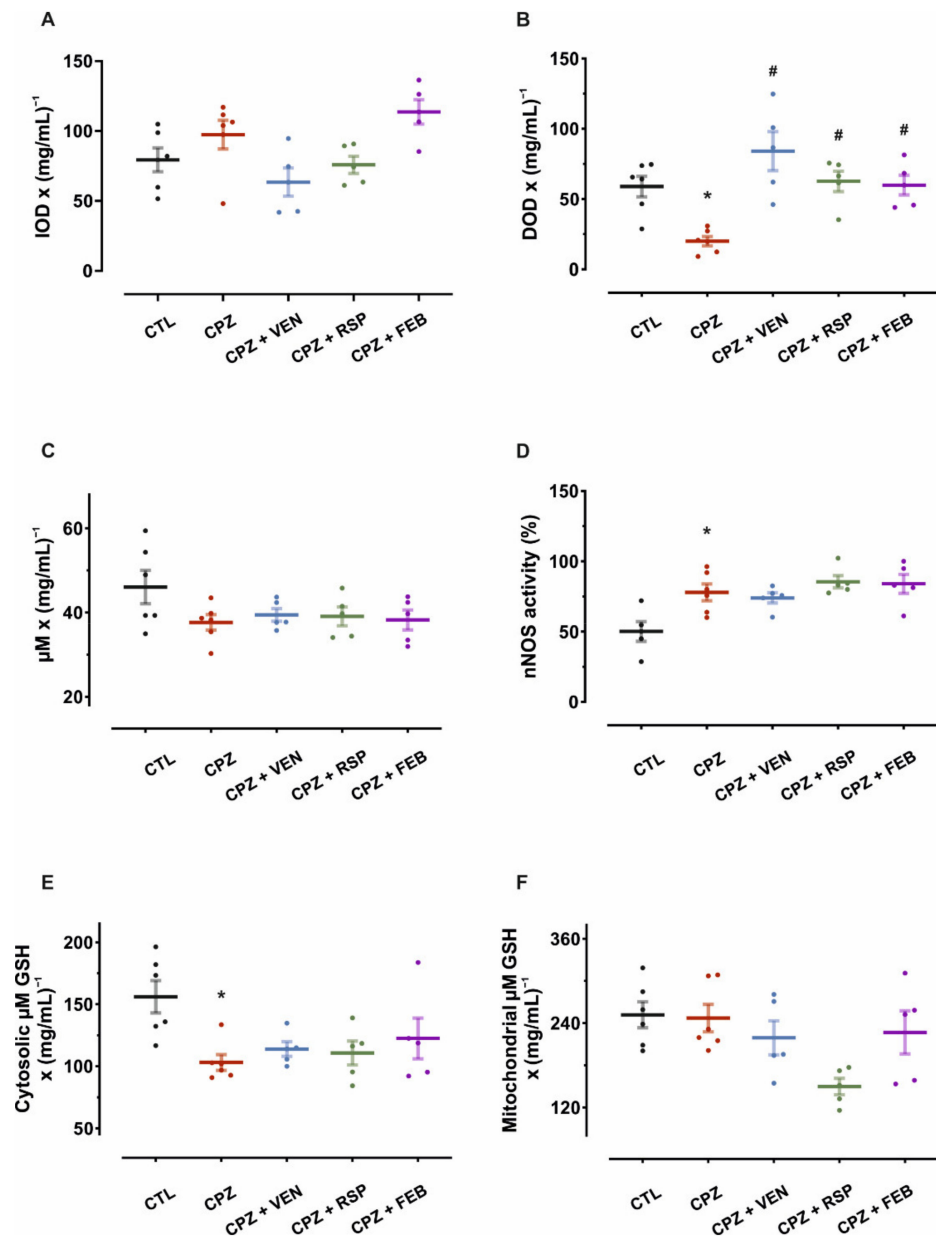 A
IOD x (mg/mL)⁻¹
150
100
50
0
CTL
CPZ
CPZ + VEN
CPZ + RSP
CPZ + FEB
B
DOD x (mg/mL)⁻¹
150
100
50
0
*
#
#
#
CTL
CPZ
CPZ + VEN
CPZ + RSP
CPZ + FEB
C
µM x (mg/mL)⁻¹
60
40
20
CTL
CPZ
CPZ + VEN
CPZ + RSP
CPZ + FEB
D
nNOS activity (%)
150
100
50
0
*
CTL
CPZ
CPZ + VEN
CPZ + RSP
CPZ + FEB
E
Cytosolic µM GSH
x (mg/mL)⁻¹
200
150
100
50
*
CTL
CPZ
CPZ + VEN
CPZ + RSP
CPZ + FEB
F
Mitochondrial µM GSH
x (mg/mL)⁻¹
360
240
120
CTL
CPZ
CPZ + VEN
CPZ + RSP
CPZ + FEB